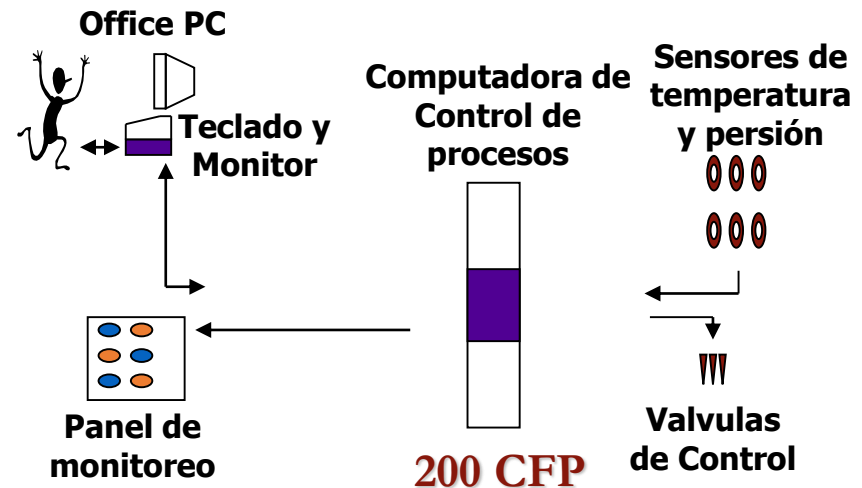 Office PC
Teclado y
Monitor
Computadora de
Control de
procesos
Sensores de
temperatura
y persión
Panel de
monitoreo
200 CFP
Valvulas
de Control